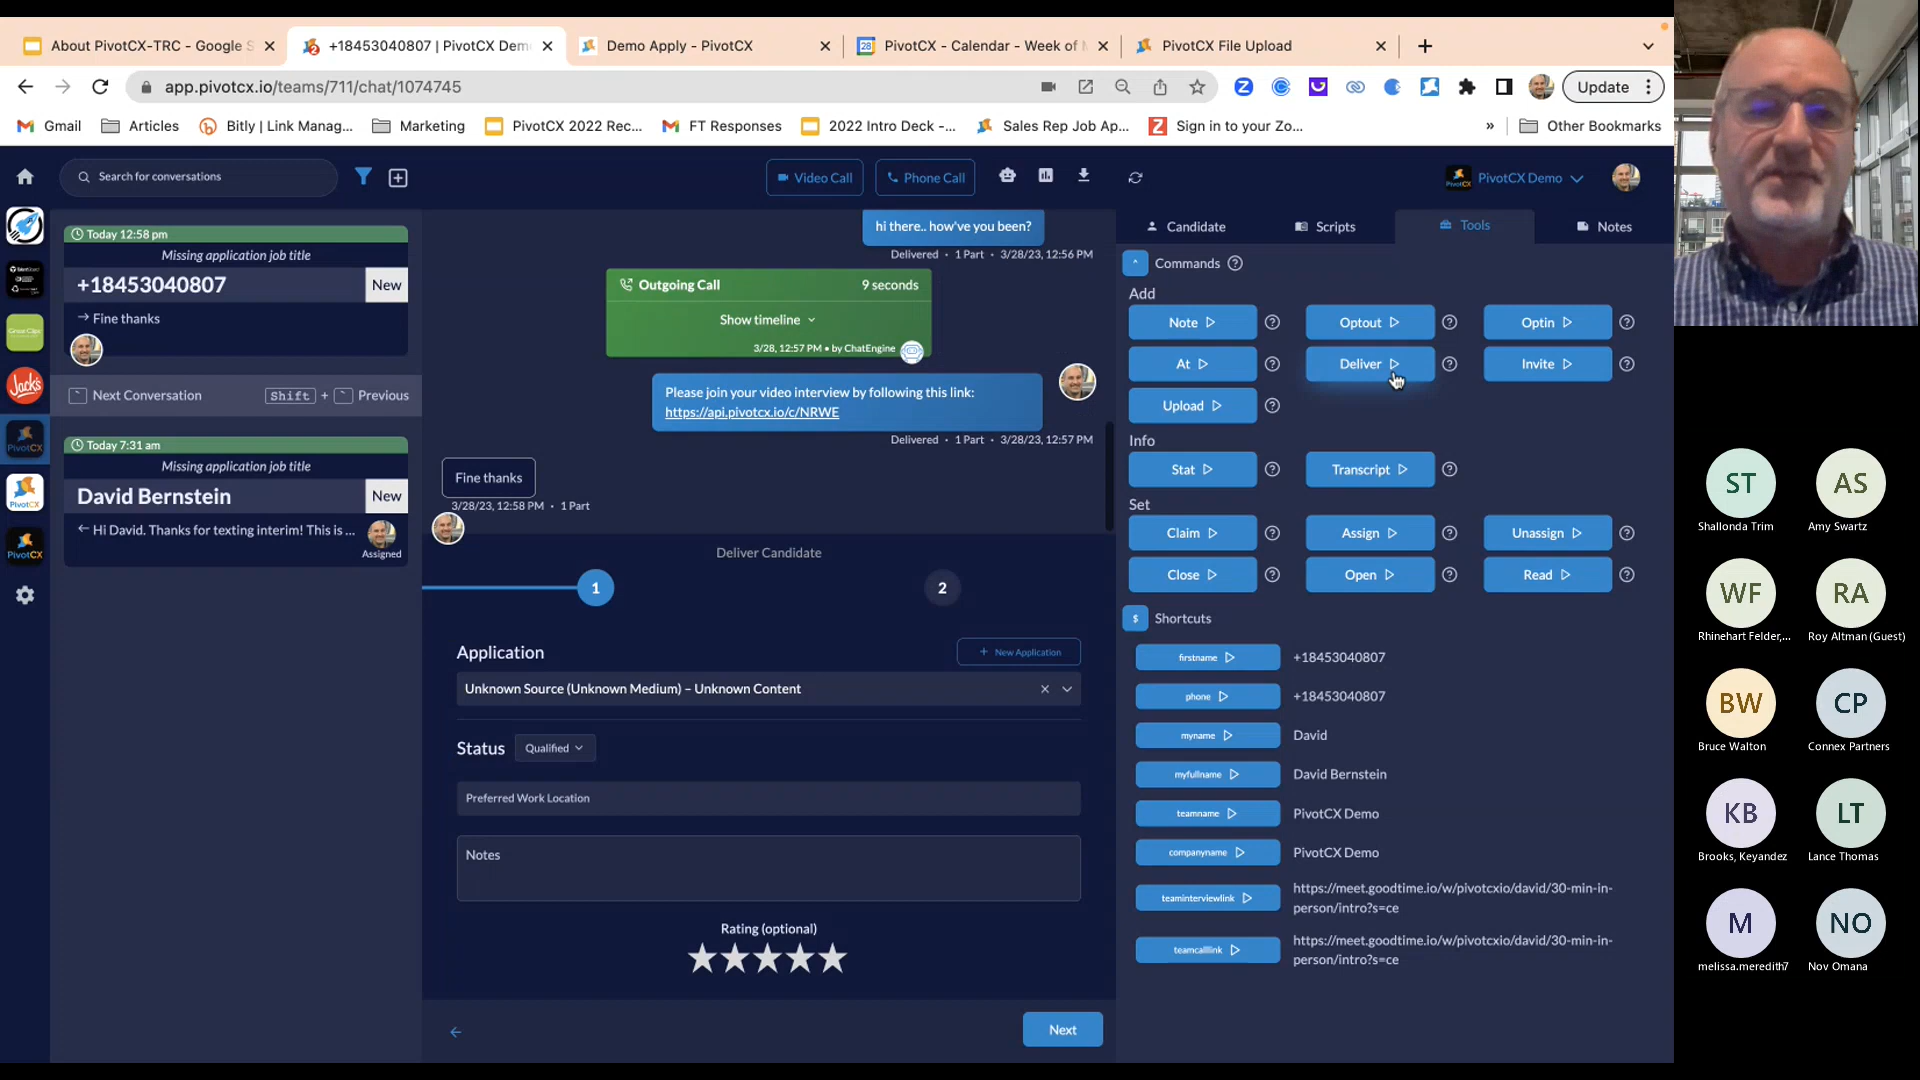 About PivotCX-TRC - Google S
+18453040807 | PivotCX Dem
Demo Apply - PivotCX
PivotCX - Calendar - Week of M
PivotCX File Upload
app.pivotcx.io/teams/711/chat/1074745
Update
Gmail
Articles
Bitly | Link Manag...
Marketing
PivotCX 2022 Rec...
FT Responses
2022 Intro Deck -...
Sales Rep Job Ap...
Sign in to your Zo...
»
Other Bookmarks
Search for conversations
Video Call
Phone Call
PivotCX Demo
Today 12:58 pm
Missing application job title
+18453040807
New
Fine thanks
Next Conversation
Shift + ` Previous
Today 7:31 am
Missing application job title
David Bernstein
New
Hi David. Thanks for texting interim! This is ...
Assigned
Jack's
PivotCX
PivotCX
PivotCX
hi there.. how've you been?
Delivered • 1 Part • 3/28/23, 12:56 PM
Outgoing Call
9 seconds
Show timeline
3/28, 12:57 PM • by ChatEngine
Please join your video interview by following this link:
https://api.pivotcx.io/c/NRWE
Delivered • 1 Part • 3/28/23, 12:57 PM
Fine thanks
3/28/23, 12:58 PM • 1 Part
Deliver Candidate
1
2
Application
+ New Application
Unknown Source (Unknown Medium) – Unknown Content
Status
Qualified
Preferred Work Location
Notes
Rating (optional)
Next
Candidate
Scripts
Tools
Notes
Commands
Add
Note
Optout
Optin
At
Deliver
Invite
Upload
Info
Stat
Transcript
Set
Claim
Assign
Unassign
Close
Open
Read
$
Shortcuts
firstname
+18453040807
phone
+18453040807
myname
David
myfullname
David Bernstein
teamname
PivotCX Demo
companyname
PivotCX Demo
teaminterviewlink
https://meet.goodtime.io/w/pivotcxio/david/30-min-in-
person/intro?s=ce
teamcalllink
https://meet.goodtime.io/w/pivotcxio/david/30-min-in-
person/intro?s=ce
ST
Shallonda Trim
AS
Amy Swartz
WF
Rhinehart Felder,...
RA
Roy Altman (Guest)
BW
Bruce Walton
CP
Connex Partners
KB
Brooks, Keyandez
LT
Lance Thomas
M
melissa.meredith7
NO
Nov Omana